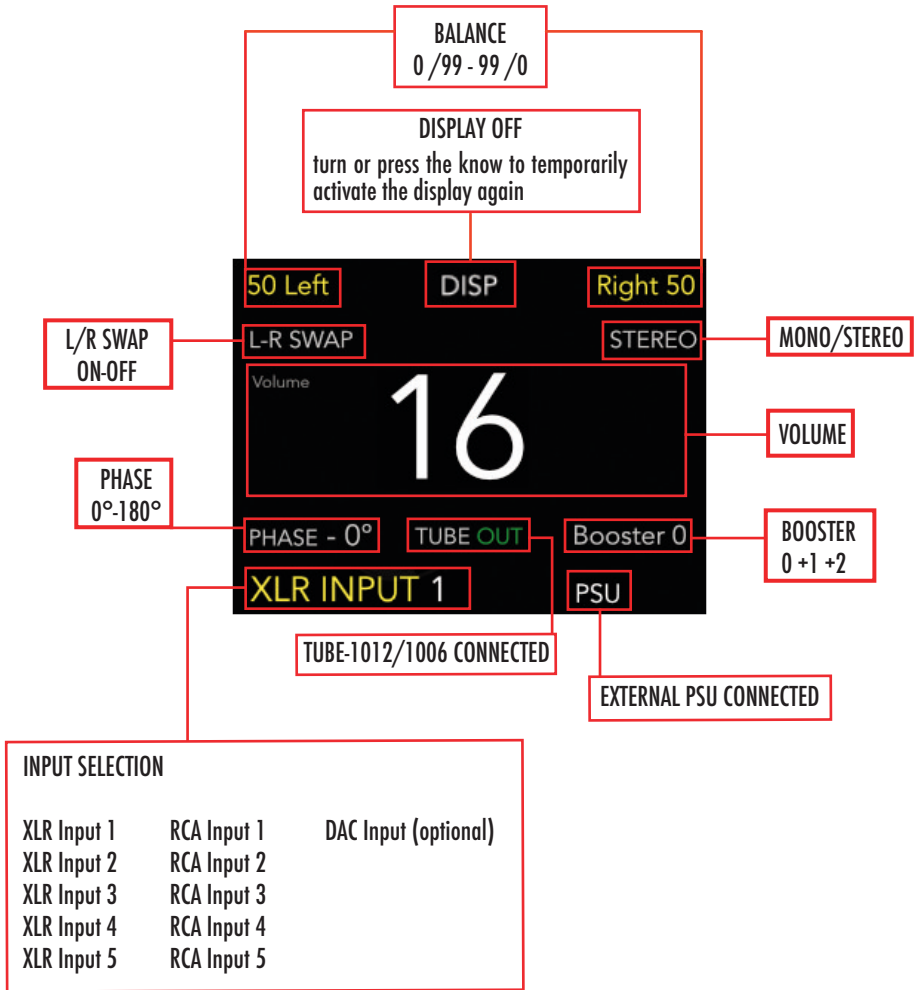 BALANCE
0 /99 - 99 /0
DISPLAY OFF
turn or press the know to temporarily
activate the display again
50 Left DISP Right 50
L/R SWAP
ON-OFF
L-R SWAP STEREO
MONO/STEREO
Volume
16
VOLUME
PHASE
0°-180°
PHASE - 0° TUBE OUT Booster 0
BOOSTER
0 +1 +2
XLR INPUT 1 PSU
TUBE-1012/1006 CONNECTED
EXTERNAL PSU CONNECTED
INPUT SELECTION
XLR Input 1 RCA Input 1 DAC Input (optional)
XLR Input 2 RCA Input 2
XLR Input 3 RCA Input 3
XLR Input 4 RCA Input 4
XLR Input 5 RCA Input 5